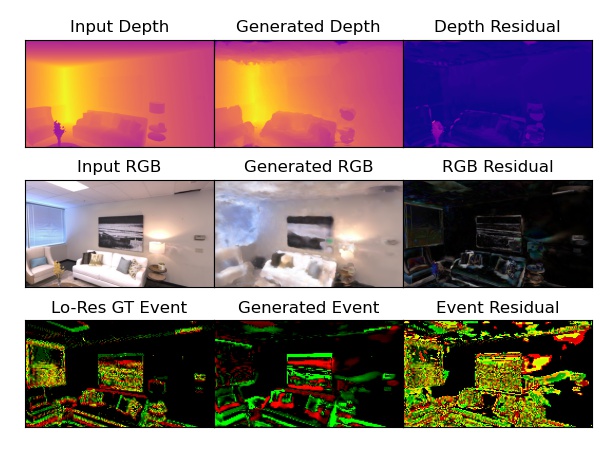 Input Depth
Generated Depth
Depth Residual
Input RGB
Generated RGB
RGB Residual
Lo-Res GT Event
Generated Event
Event Residual